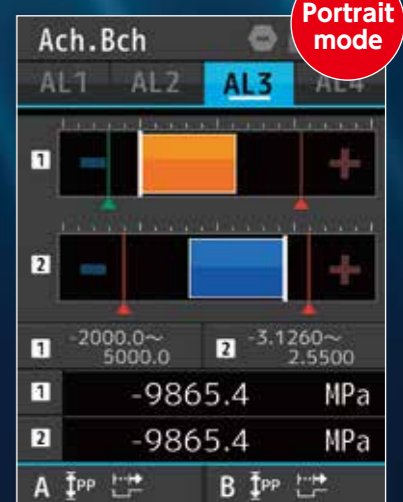 Portrait
mode
Ach.Bch
AL1 AL2 AL3 AL4
1 - +
2 - +
1 -2000.0~ 5000.0 2 -3.1260~ 2.5500
1 -9865.4 MPa
2 -9865.4 MPa
A PP B PP